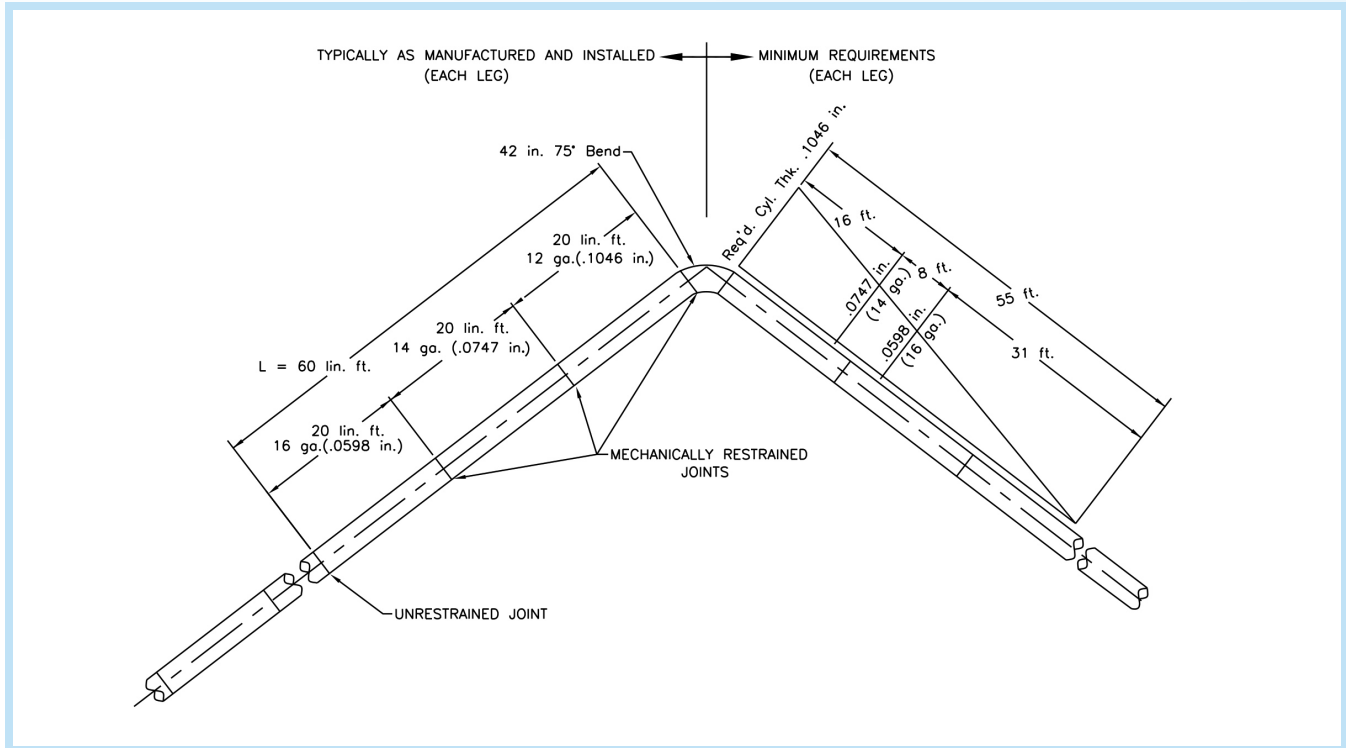 TYPICALLY AS MANUFACTURED AND INSTALLED
(EACH LEG)
MINIMUM REQUIREMENTS
(EACH LEG)
42 in. 75° Bend
Req'd. Cyl. Thk. .1046 in.
20 lin. ft.
12 ga.(.1046 in.)
16 ft.
.0747 in.
(14 ga.)
8 ft.
55 ft.
20 lin. ft.
14 ga. (.0747 in.)
.0598 in.
(16 ga.)
31 ft.
L = 60 lin. ft.
20 lin. ft.
16 ga.(.0598 in.)
MECHANICALLY RESTRAINED
JOINTS
UNRESTRAINED JOINT